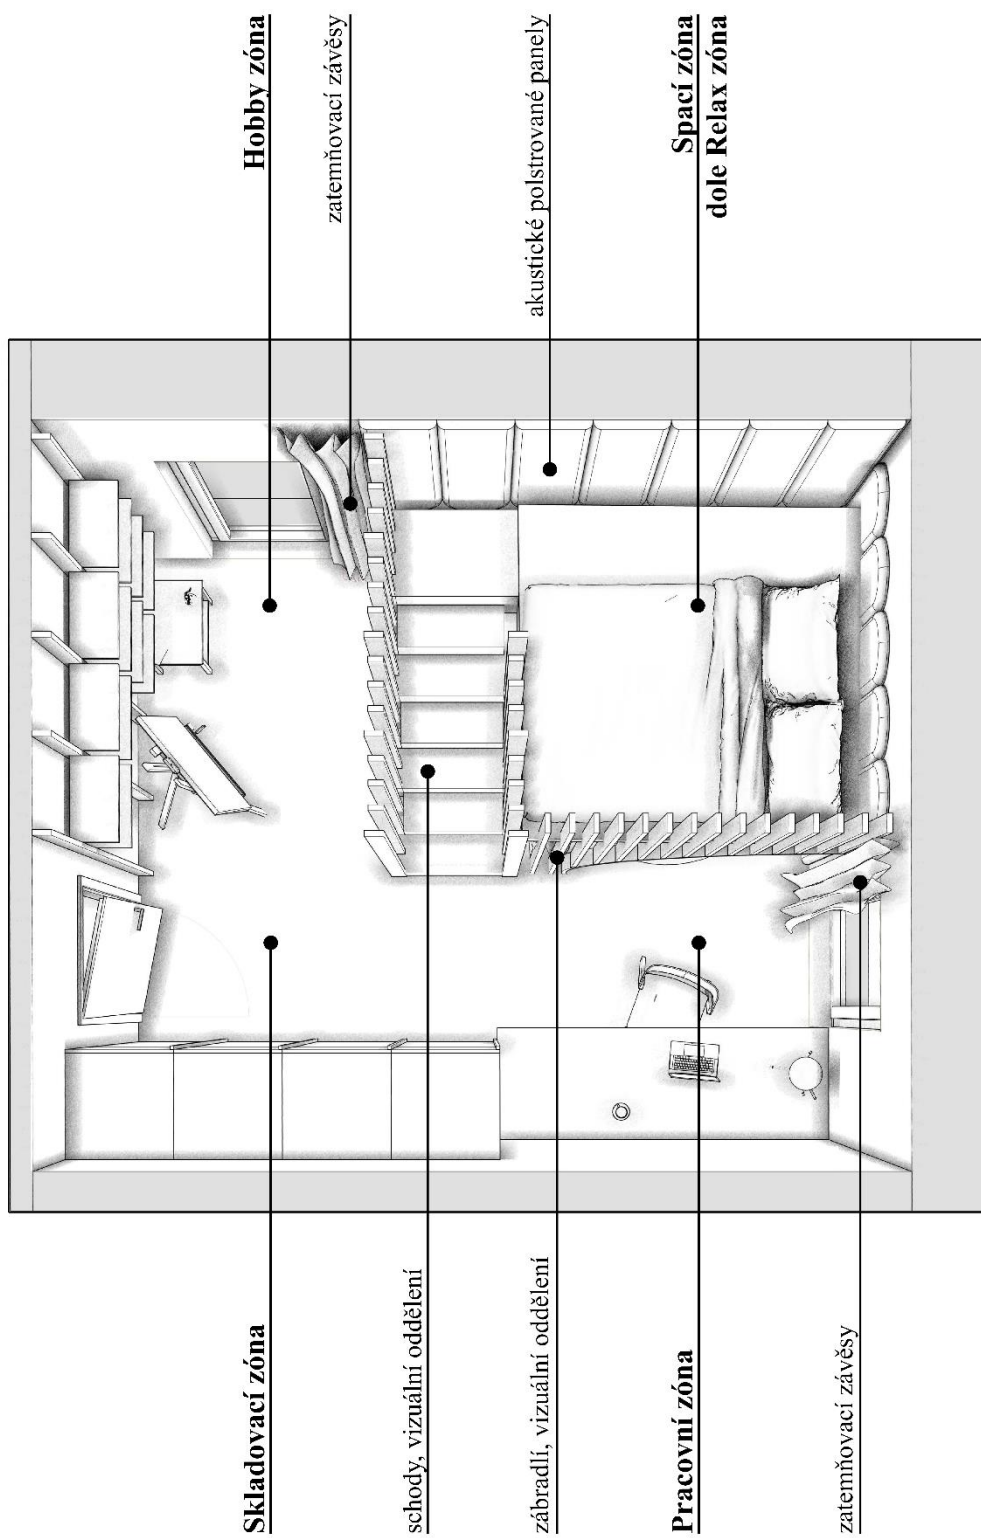 Hobby zóna
zatemňovací závěsy
akustické polstrované panely
Spací zóna
dole Relax zóna
Skladovací zóna
schody, vizuální oddělení
zábradlí, vizuální oddělení
Pracovní zóna
zatemňovací závěsy